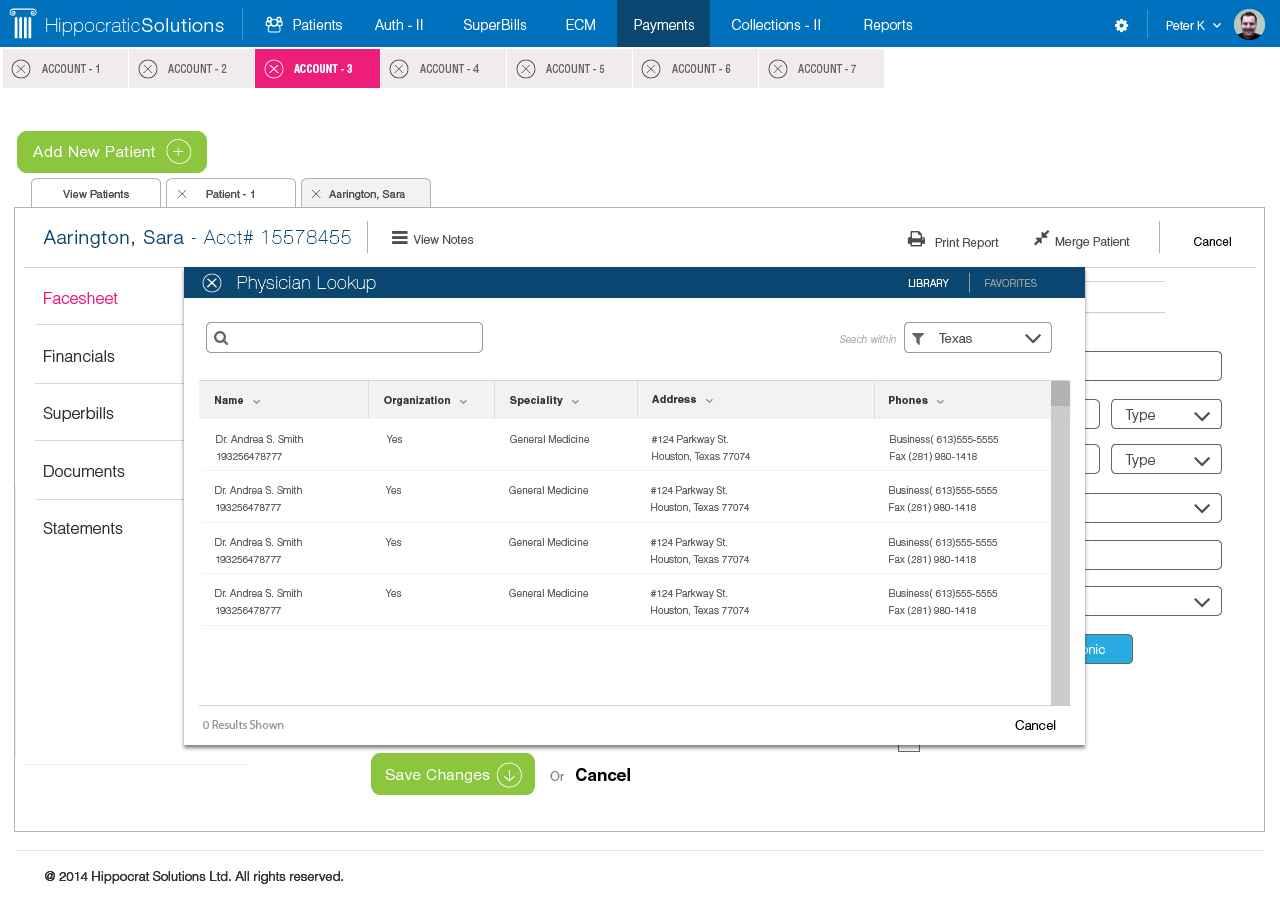 HippocraticSolutions Patients Auth - II SuperBills ECM Payments Collections - II Reports Peter K
ACCOUNT - 1 ACCOUNT - 2 ACCOUNT - 3 ACCOUNT - 4 ACCOUNT - 5 ACCOUNT - 6 ACCOUNT - 7
Add New Patient
View Patients Patient - 1 Aarington, Sara
Aarington, Sara - Acct# 15578455 View Notes Print Report Merge Patient Cancel
Physician Lookup LIBRARY FAVORITES
Facesheet
Financials
Superbills
Documents
Statements
Seach within Texas
Name Organization Speciality Address Phones
Dr. Andrea S. Smith Yes General Medicine #124 Parkway St. Business( 613)555-5555
193256478777 Houston, Texas 77074 Fax (281) 980-1418
Dr. Andrea S. Smith Yes General Medicine #124 Parkway St. Business( 613)555-5555
193256478777 Houston, Texas 77074 Fax (281) 980-1418
Dr. Andrea S. Smith Yes General Medicine #124 Parkway St. Business( 613)555-5555
193256478777 Houston, Texas 77074 Fax (281) 980-1418
Dr. Andrea S. Smith Yes General Medicine #124 Parkway St. Business( 613)555-5555
193256478777 Houston, Texas 77074 Fax (281) 980-1418
Type
Type
0 Results Shown Cancel
Save Changes Or Cancel
@ 2014 Hippocrat Solutions Ltd. All rights reserved.